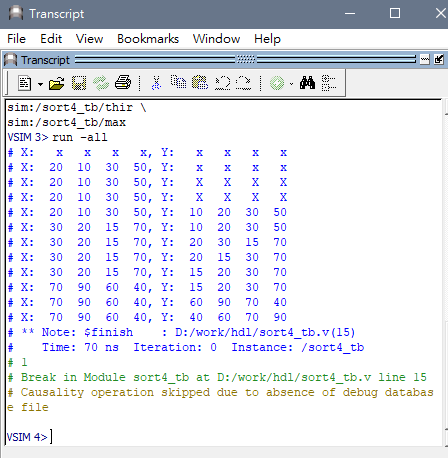 Transcript
File Edit View Bookmarks Window Help
Transcript
sim:/sort4_tb/thir \
sim:/sort4_tb/max
VSIM 3> run -all
# X:   x   x   x   x, Y:   x   x   x   x
# X:  20  10  30  50, Y:   x   x   x   x
# X:  20  10  30  50, Y:   X   X   X   X
# X:  20  10  30  50, Y:   X   X   X   X
# X:  20  10  30  50, Y:  10  20  30  50
# X:  30  20  15  70, Y:  10  20  30  50
# X:  30  20  15  70, Y:  20  30  15  70
# X:  30  20  15  70, Y:  20  15  30  70
# X:  30  20  15  70, Y:  15  20  30  70
# X:  70  90  60  40, Y:  15  20  30  70
# X:  70  90  60  40, Y:  60  90  70  40
# X:  70  90  60  40, Y:  40  60  70  90
# ** Note: $finish    : D:/work/hdl/sort4_tb.v(15)
#    Time: 70 ns  Iteration: 0  Instance: /sort4_tb
# 1
# Break in Module sort4_tb at D:/work/hdl/sort4_tb.v line 15
# Causality operation skipped due to absence of debug databas
e file
VSIM 4>